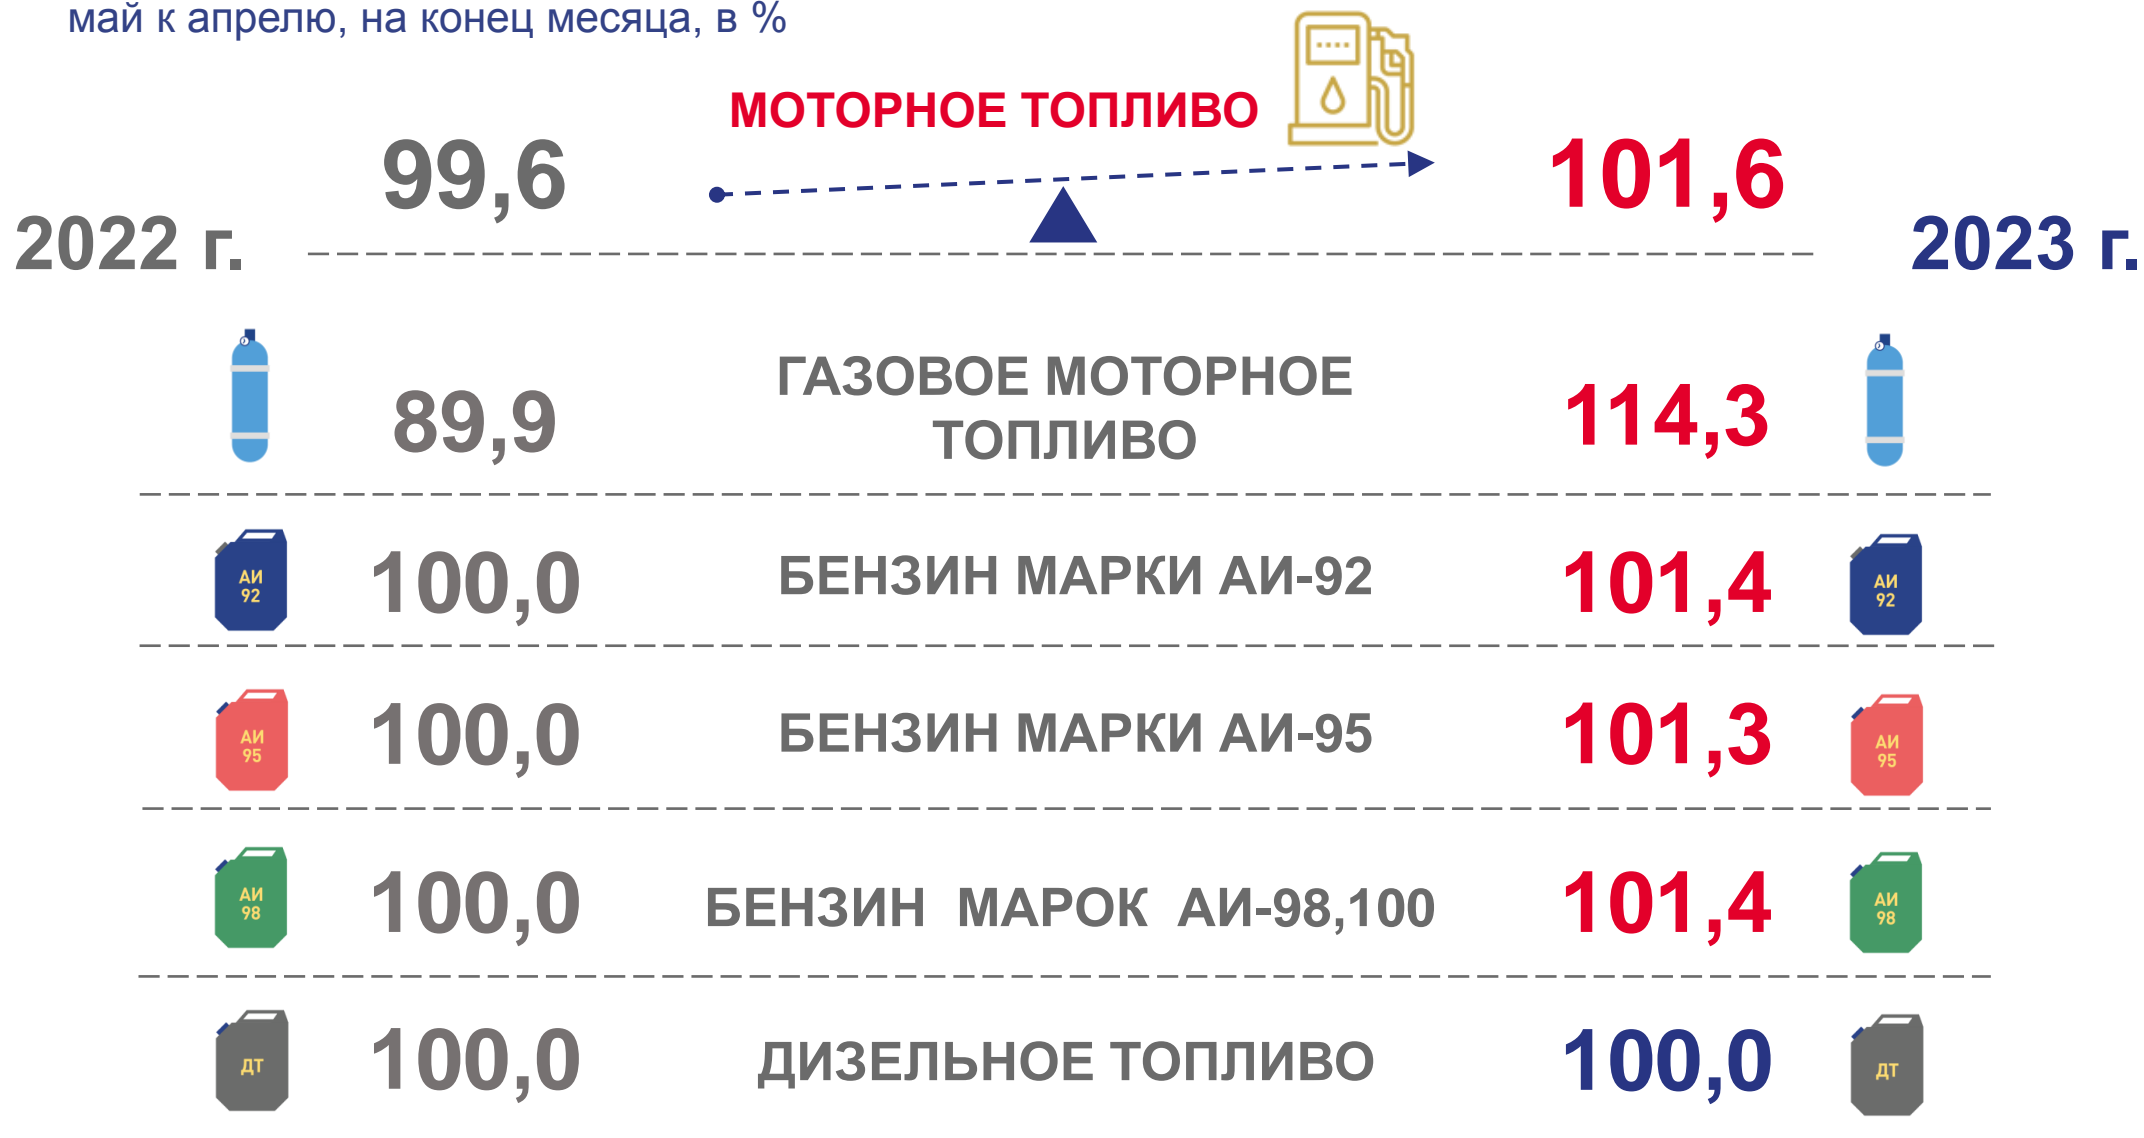 май к апрелю, на конец месяца, в %
МОТОРНОЕ ТОПЛИВО
99,6
101,6
2022 г.
2023 г.
89,9
ГАЗОВОЕ МОТОРНОЕ
ТОПЛИВО
114,3
АИ
92
100,0
БЕНЗИН МАРКИ АИ-92
101,4
АИ
92
АИ
95
100,0
БЕНЗИН МАРКИ АИ-95
101,3
АИ
95
АИ
98
100,0
БЕНЗИН МАРОК АИ-98,100
101,4
АИ
98
ДТ
100,0
ДИЗЕЛЬНОЕ ТОПЛИВО
100,0
ДТ